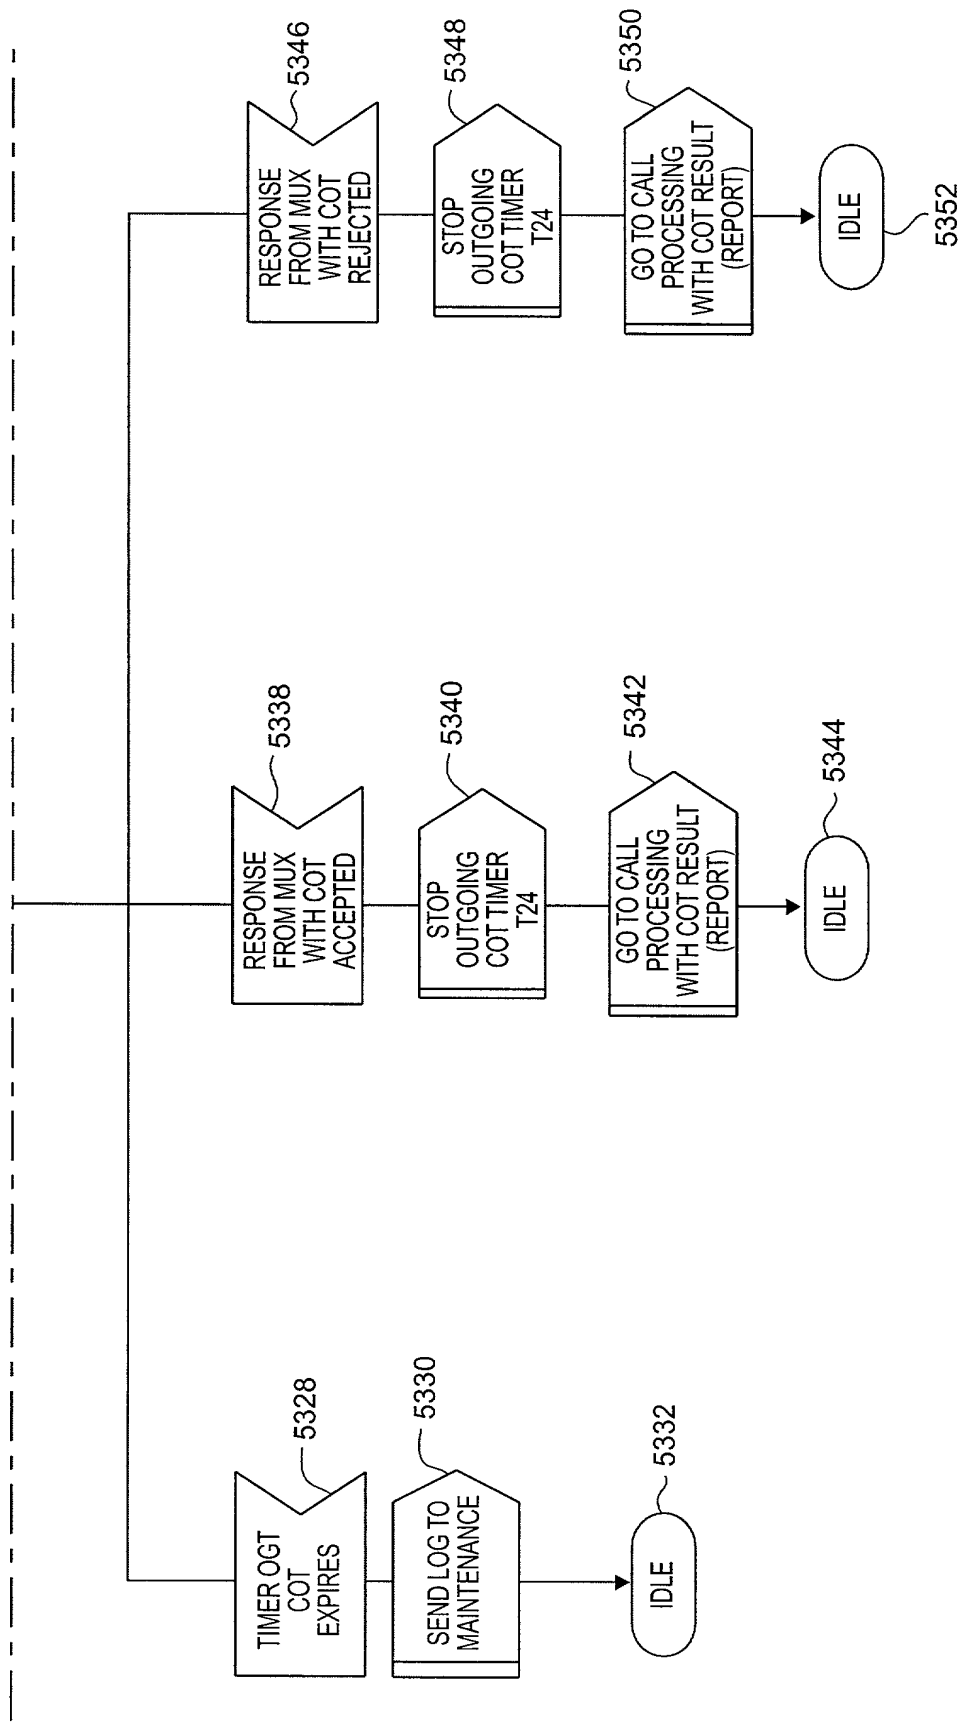 TIMER OGT
COT
EXPIRES
5328
SEND LOG TO
MAINTENANCE
5330
IDLE
5332
RESPONSE
FROM MUX
WITH COT
ACCEPTED
5338
STOP
OUTGOING
COT TIMER
T24
5340
GO TO CALL
PROCESSING
WITH COT RESULT
(REPORT)
5342
IDLE
5344
RESPONSE
FROM MUX
WITH COT
REJECTED
5346
STOP
OUTGOING
COT TIMER
T24
5348
GO TO CALL
PROCESSING
WITH COT RESULT
(REPORT)
5350
IDLE
5352